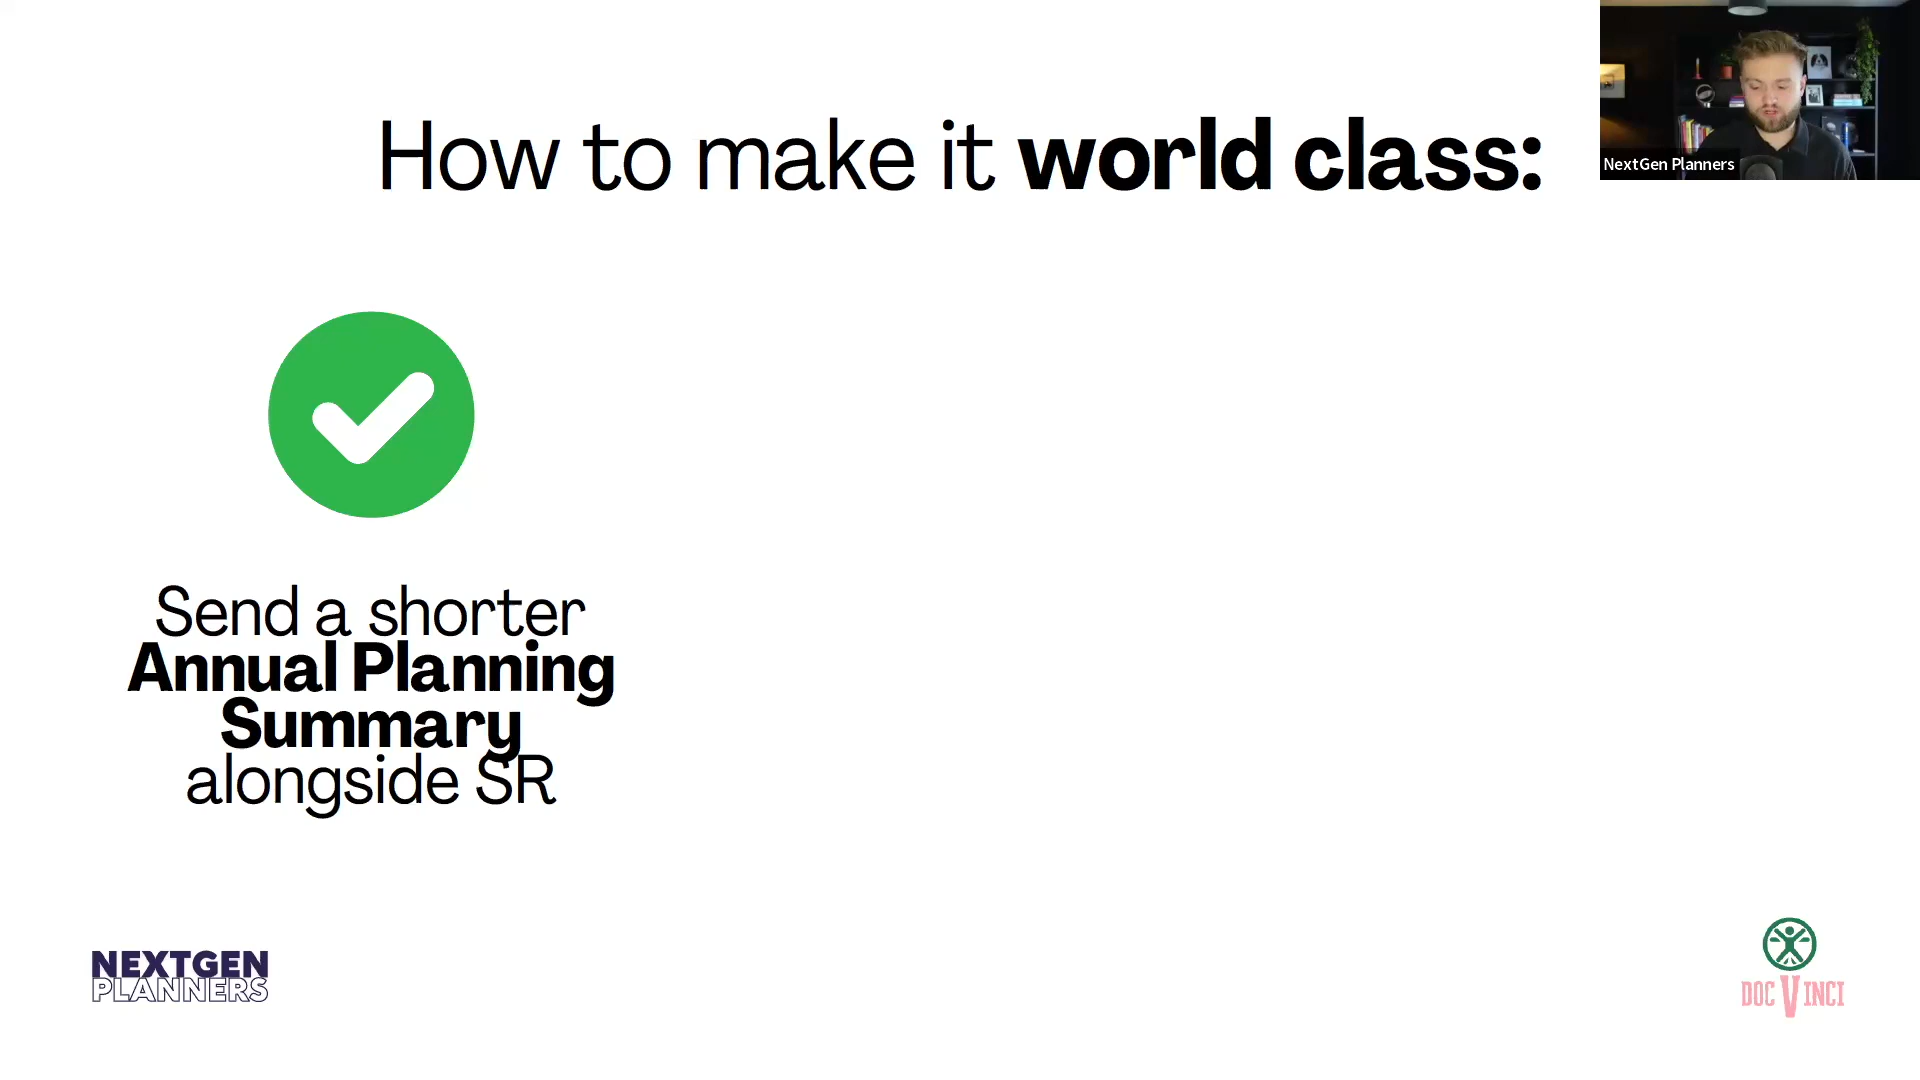 How to make it world class:
NextGen Planners
Send a shorter
Annual Planning
Summary
alongside SR
NEXTGEN
PLANNERS
DOC VINCI